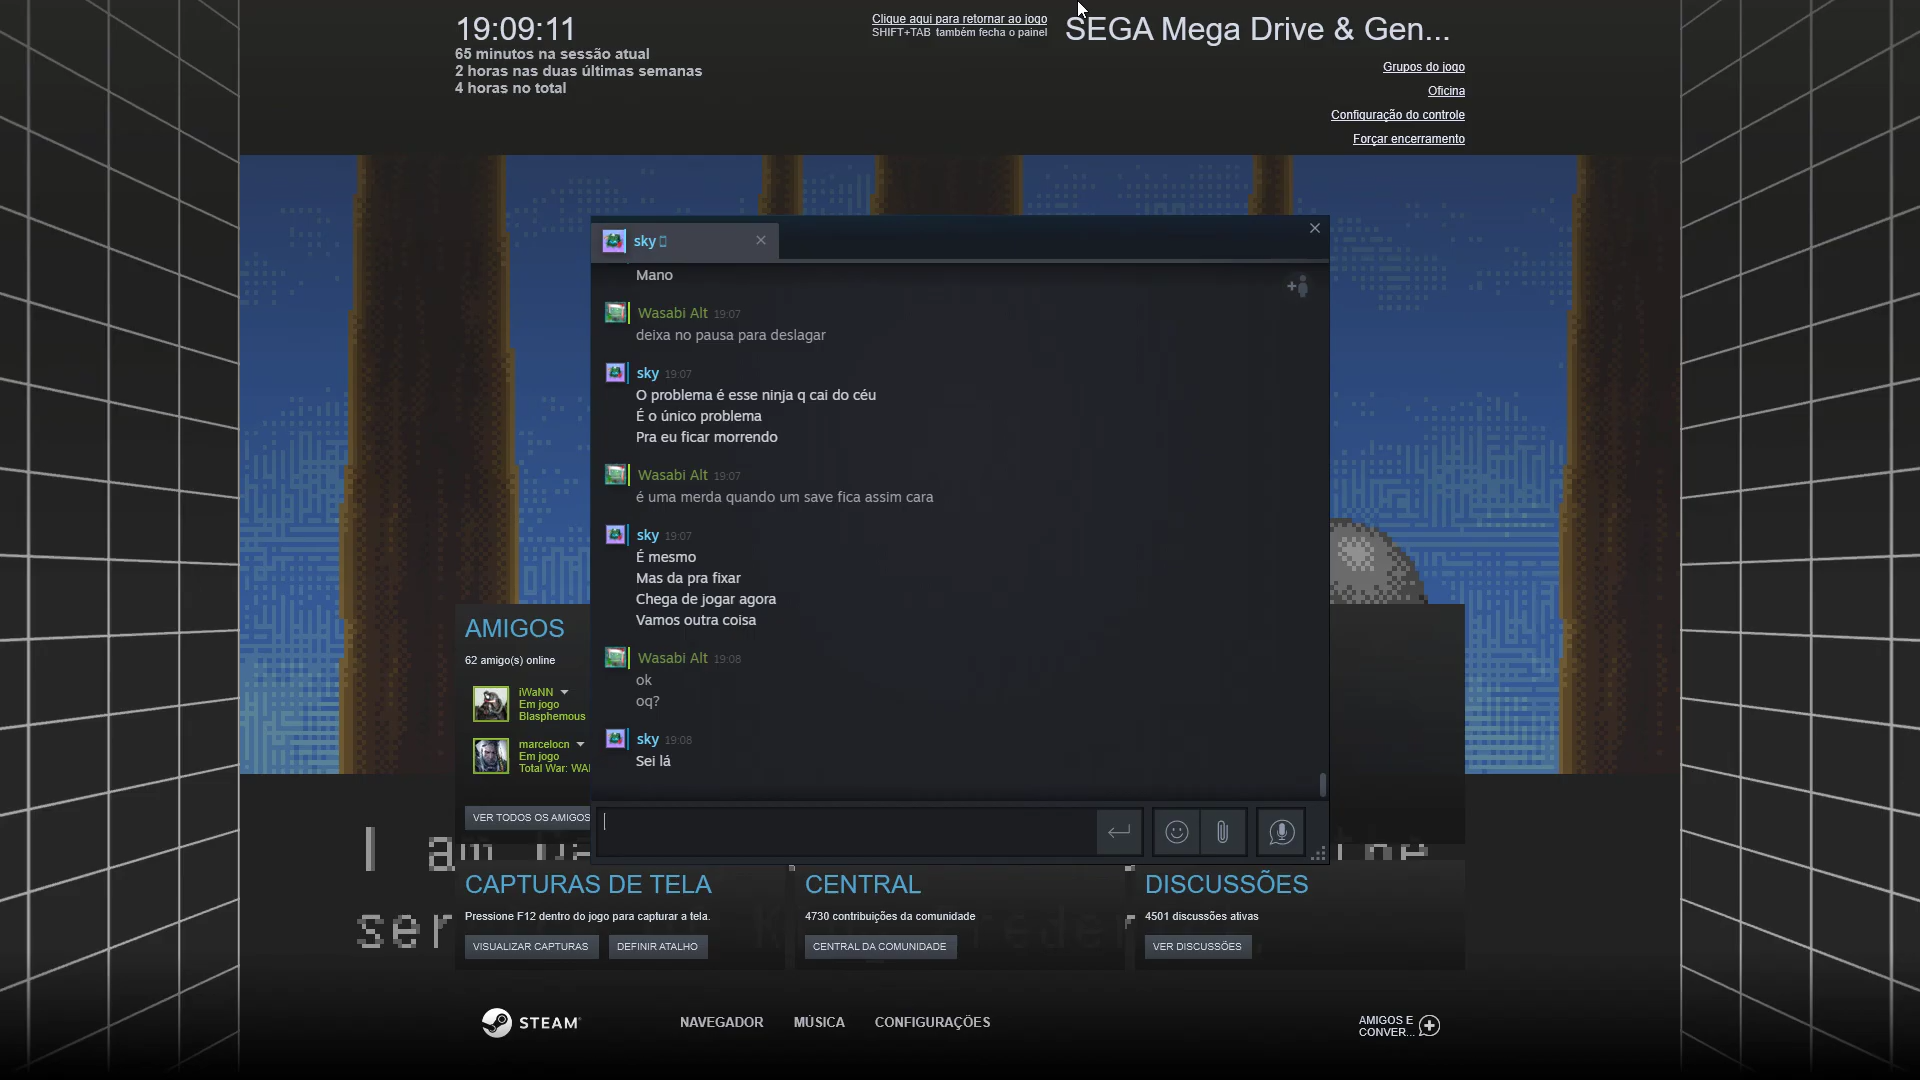 19:09:11
65 minutos na sessão atual
2 horas nas duas últimas semanas
4 horas no total
Clique aqui para retornar ao jogo
SHIFT+TAB também fecha o painel
SEGA Mega Drive & Gen...
Grupos do jogo
Oficina
Configuração do controle
Forçar encerramento
sky
Mano
Wasabi Alt 19:07
deixa no pausa para deslagar
sky 19:07
O problema é esse ninja q cai do céu
É o único problema
Pra eu ficar morrendo
Wasabi Alt 19:07
é uma merda quando um save fica assim cara
sky 19:07
É mesmo
Mas da pra fixar
Chega de jogar agora
Vamos outra coisa
Wasabi Alt 19:08
ok
oq?
sky 19:08
Sei lá
AMIGOS
62 amigo(s) online
iWaNN
Em jogo
Blasphemous
marcelocn
Em jogo
Total War:
VER TODOS OS AMIGOS
I am
CAPTURAS DE TELA
Pressione F12 dentro do jogo para capturar a tela.
VISUALIZAR CAPTURAS
DEFINIR ATALHO
CENTRAL
4730 contribuições da comunidade
CENTRAL DA COMUNIDADE
DISCUSSÕES
4501 discussões ativas
VER DISCUSSÕES
STEAM
NAVEGADOR
MÚSICA
CONFIGURAÇÕES
AMIGOS E
CONVER...